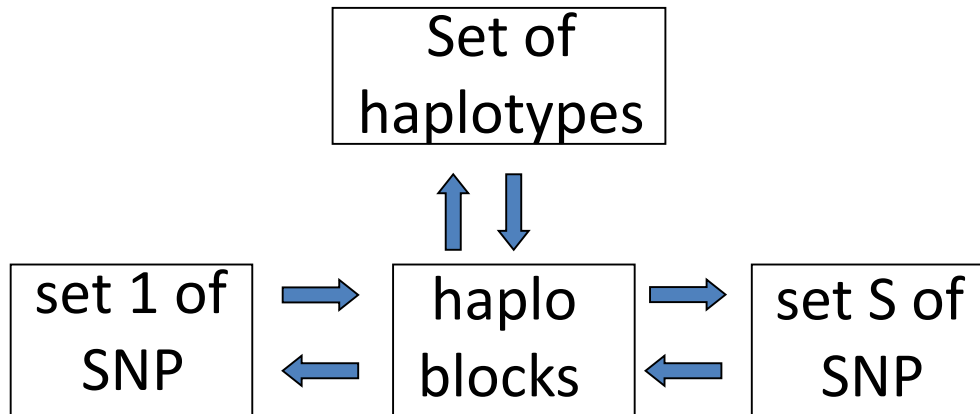 Set of
haplotypes
set 1 of
SNP
haplo
blocks
set S of
SNP